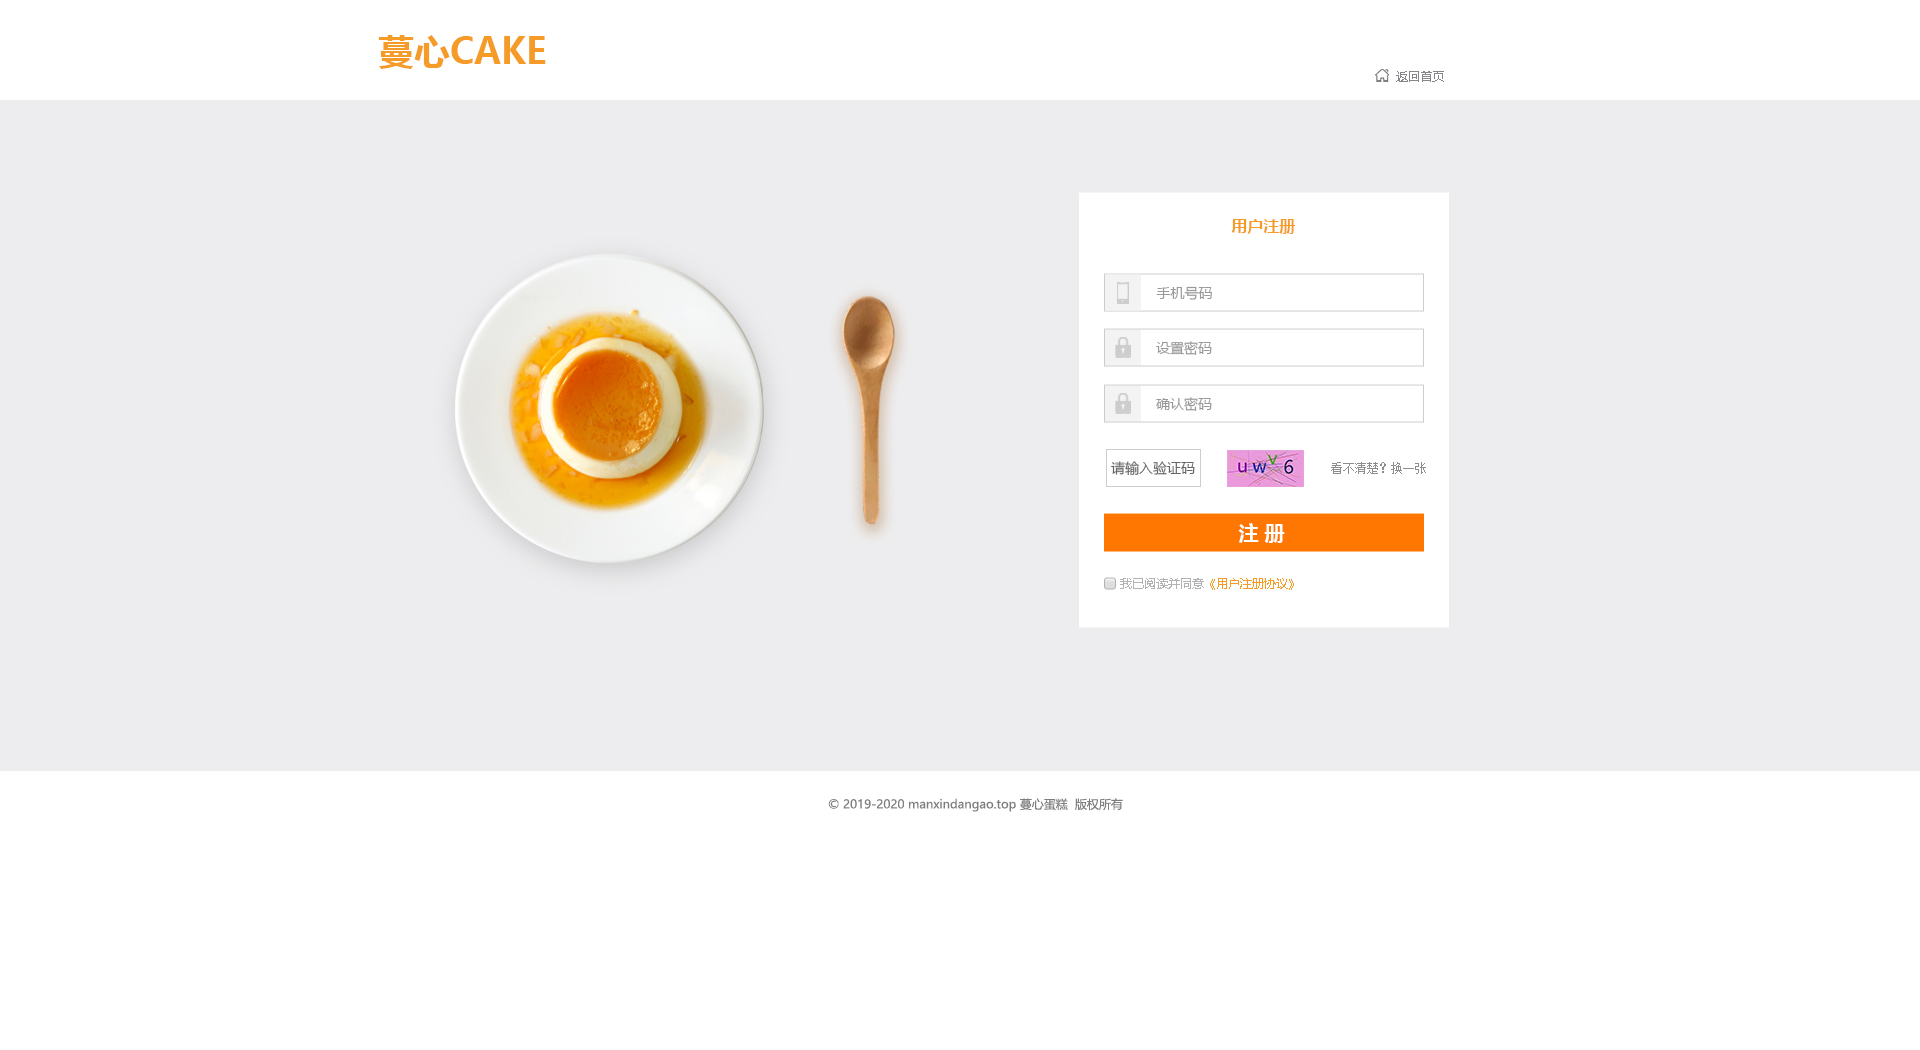 蔓心CAKE
返回首页
用户注册
手机号码
设置密码
确认密码
请输入验证码
uwv6
看不清楚？换一张
注 册
我已阅读并同意《用户注册协议》
© 2019-2020 manxindangao.top 蔓心蛋糕 版权所有